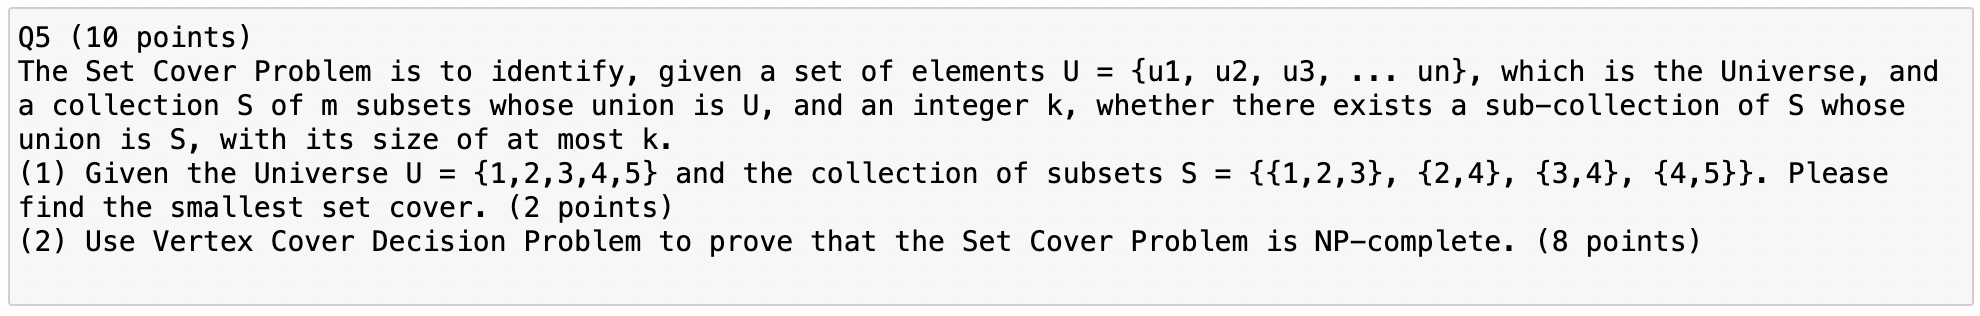 Q5 (10 points)
The Set Cover Problem is to identify, given a set of elements U = {u1, u2, u3, ... un}, which is the Universe, and
a collection S of m subsets whose union is U, and an integer k, whether there exists a sub-collection of S whose
union is S, with its size of at most k.
(1) Given the Universe U = {1,2,3,4,5} and the collection of subsets S = {{1,2,3}, {2,4}, {3,4}, {4,5}}. Please
find the smallest set cover. (2 points)
(2) Use Vertex Cover Decision Problem to prove that the Set Cover Problem is NP-complete. (8 points)